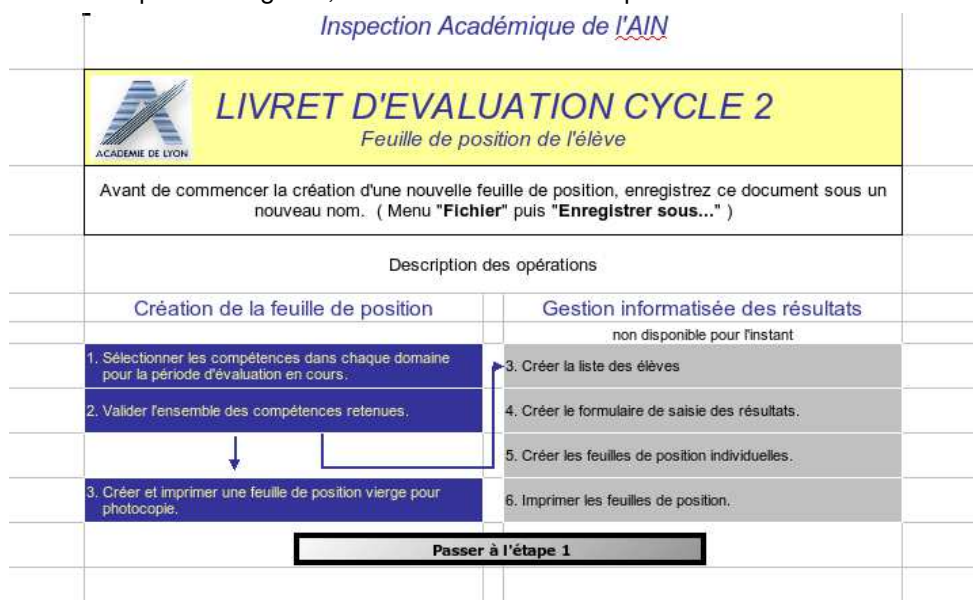 Inspection Académique de l'AIN
ACADEMIE DE LYON
LIVRET D'EVALUATION CYCLE 2
Feuille de position de l'élève
Avant de commencer la création d'une nouvelle feuille de position, enregistrez ce document sous un
nouveau nom. ( Menu "Fichier" puis "Enregistrer sous..." )
Description des opérations
Création de la feuille de position
1. Sélectionner les compétences dans chaque domaine
pour la période d'évaluation en cours.
2. Valider l'ensemble des compétences retenues.
3. Créer et imprimer une feuille de position vierge pour
photocopie.
Gestion informatisée des résultats
non disponible pour l'instant
3. Créer la liste des élèves
4. Créer le formulaire de saisie des résultats.
5. Créer les feuilles de position individuelles.
6. Imprimer les feuilles de position.
Passer à l'étape 1